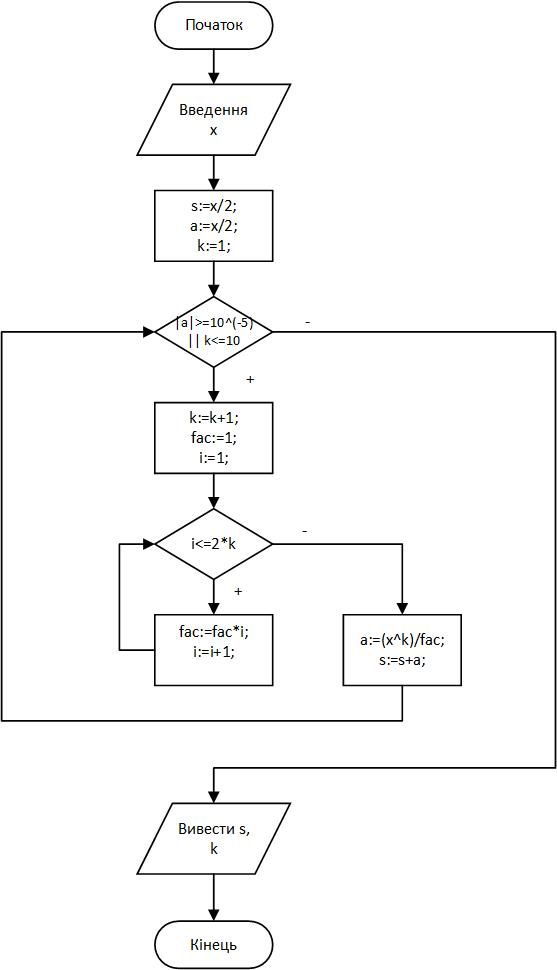 Початок
Введення
x
s:=x/2;
a:=x/2;
k:=1;
|a|>=10^(-5)
|| k<=10
-
+
k:=k+1;
fac:=1;
i:=1;
i<=2*k
-
+
fac:=fac*i;
i:=i+1;
a:=(x^k)/fac;
s:=s+a;
Вивести s,
k
Кінець